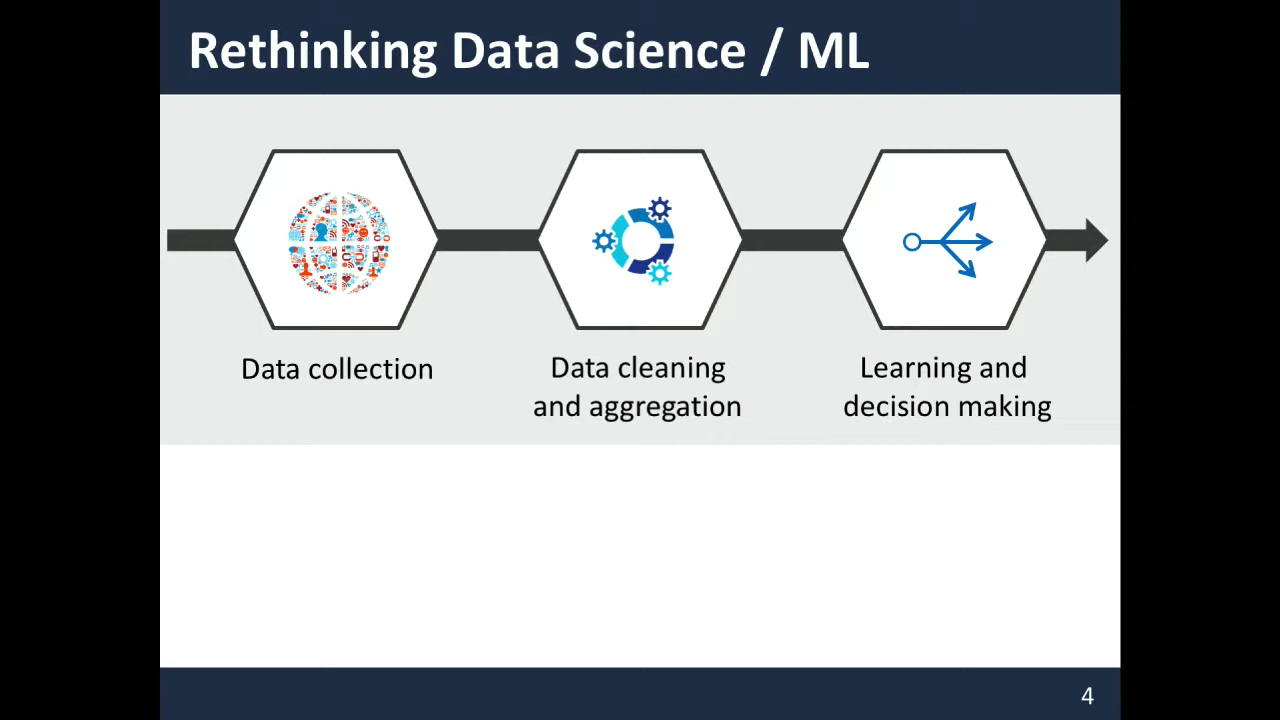 Rethinking Data Science / ML
Data collection
Data cleaning
and aggregation
Learning and
decision making
4